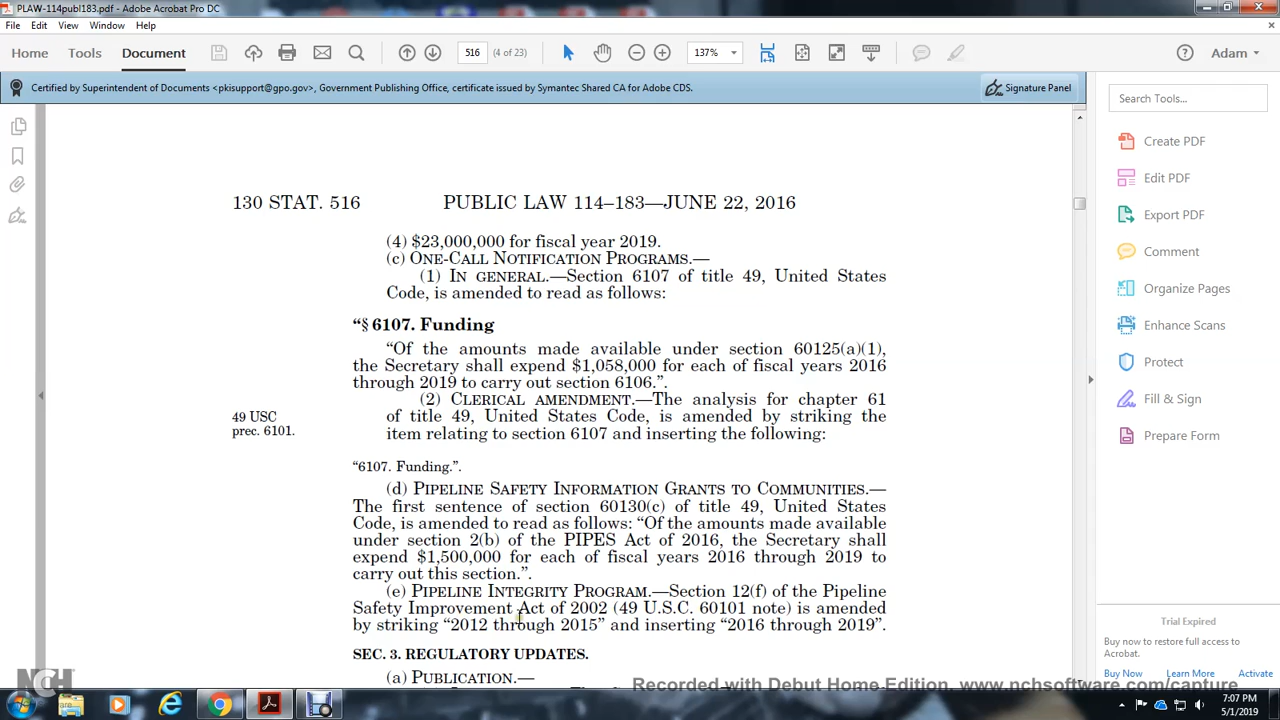 PLAW-114publ183.pdf - Adobe Acrobat Pro DC
File Edit View Window Help
Home Tools Document 516 (4 of 23) 137% Adam
Certified by Superintendent of Documents <pkisupport@gpo.gov>, Government Publishing Office, certificate issued by Symantec Shared CA for Adobe CDS.
Signature Panel
Search Tools...
Create PDF
Edit PDF
Export PDF
Comment
Organize Pages
Enhance Scans
Protect
Fill & Sign
Prepare Form
Trial Expired
Buy now to restore full access to Acrobat.
Buy Now Learn More Activate
130 STAT. 516 PUBLIC LAW 114–183—JUNE 22, 2016
(4) $23,000,000 for fiscal year 2019.
(c) ONE-CALL NOTIFICATION PROGRAMS.—
(1) IN GENERAL.—Section 6107 of title 49, United States
Code, is amended to read as follows:
“§ 6107. Funding
“Of the amounts made available under section 60125(a)(1),
the Secretary shall expend $1,058,000 for each of fiscal years 2016
through 2019 to carry out section 6106.”.
(2) CLERICAL AMENDMENT.—The analysis for chapter 61
of title 49, United States Code, is amended by striking the
item relating to section 6107 and inserting the following:
49 USC
prec. 6101.
“6107. Funding.”.
(d) PIPELINE SAFETY INFORMATION GRANTS TO COMMUNITIES.—
The first sentence of section 60130(c) of title 49, United States
Code, is amended to read as follows: “Of the amounts made available
under section 2(b) of the PIPES Act of 2016, the Secretary shall
expend $1,500,000 for each of fiscal years 2016 through 2019 to
carry out this section.”.
(e) PIPELINE INTEGRITY PROGRAM.—Section 12(f) of the Pipeline
Safety Improvement Act of 2002 (49 U.S.C. 60101 note) is amended
by striking “2012 through 2015” and inserting “2016 through 2019”.
SEC. 3. REGULATORY UPDATES.
(a) PUBLICATION.—
NCH
Recorded with Debut Home Edition. www.nchsoftware.com/capture
7:07 PM
5/1/2019